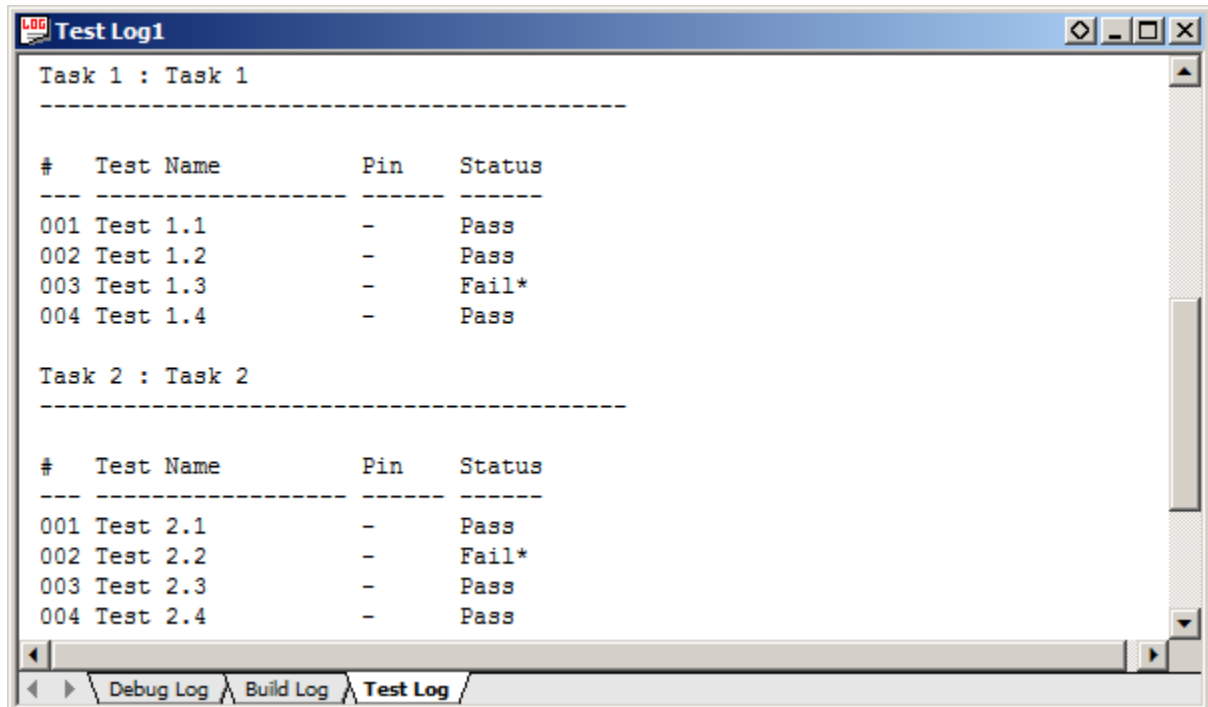 LOG Test Log1
Task 1 : Task 1
------------------------------------------
#   Test Name          Pin    Status
--- ------------------ ------ ------
001 Test 1.1           -      Pass
002 Test 1.2           -      Pass
003 Test 1.3           -      Fail*
004 Test 1.4           -      Pass
Task 2 : Task 2
------------------------------------------
#   Test Name          Pin    Status
--- ------------------ ------ ------
001 Test 2.1           -      Pass
002 Test 2.2           -      Fail*
003 Test 2.3           -      Pass
004 Test 2.4           -      Pass
Debug Log Build Log Test Log